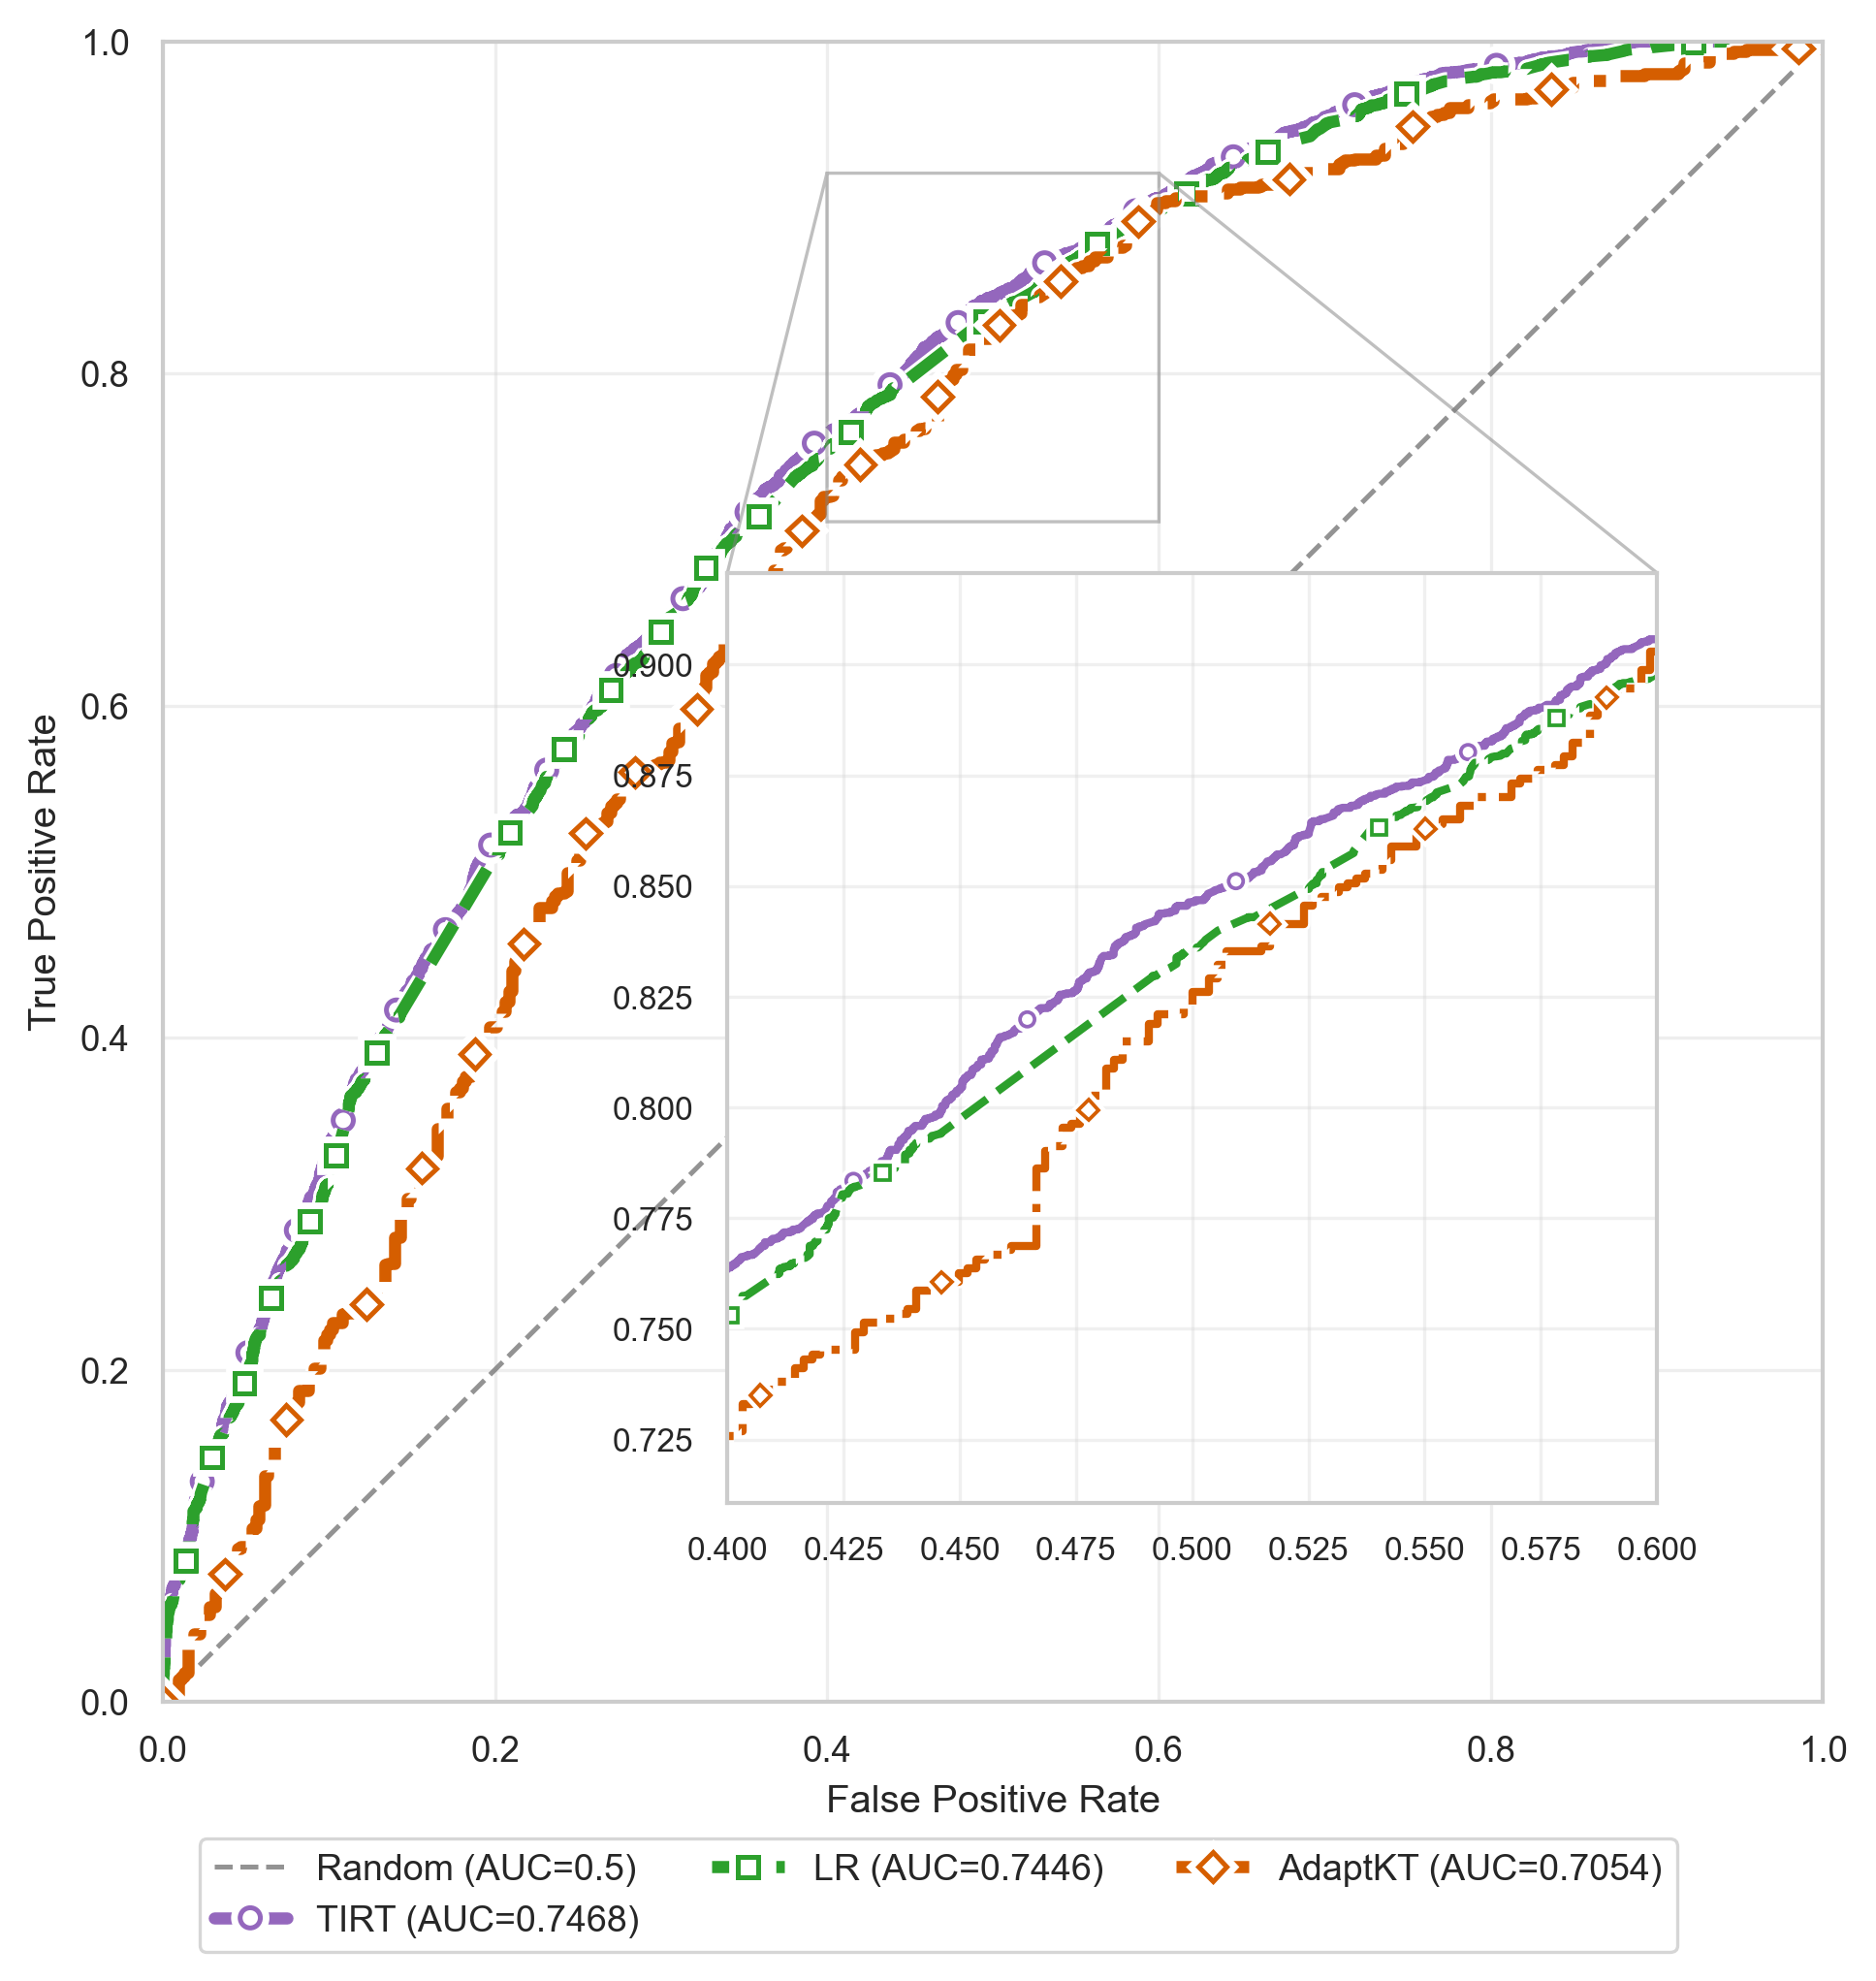 1.0
0.8
0.6
0.4
0.2
0.0
True Positive Rate
0.900
0.875
0.850
0.825
0.800
0.775
0.750
0.725
0.400 0.425 0.450 0.475 0.500 0.525 0.550 0.575 0.600
0.0 0.2 0.4 0.6 0.8 1.0
False Positive Rate
Random (AUC=0.5) LR (AUC=0.7446) AdaptKT (AUC=0.7054)
TIRT (AUC=0.7468)